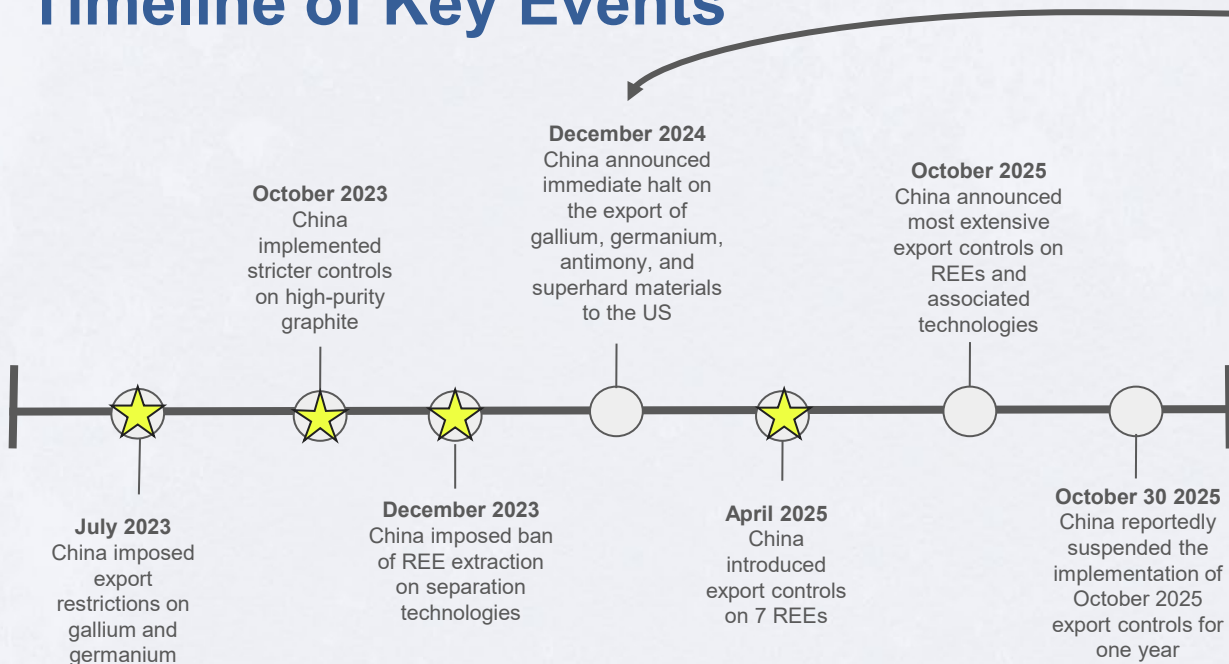 Timeline of Key Events
July 2023
China imposed
export
restrictions on
gallium and
germanium
October 2023
China
implemented
stricter controls
on high-purity
graphite
December 2023
China imposed ban
of REE extraction
on separation
technologies
December 2024
China announced
immediate halt on
the export of
gallium, germanium,
antimony, and
superhard materials
to the US
April 2025
China
introduced
export controls
on 7 REEs
October 2025
China announced
most extensive
export controls on
REEs and
associated
technologies
October 30 2025
China reportedly
suspended the
implementation of
October 2025
export controls for
one year